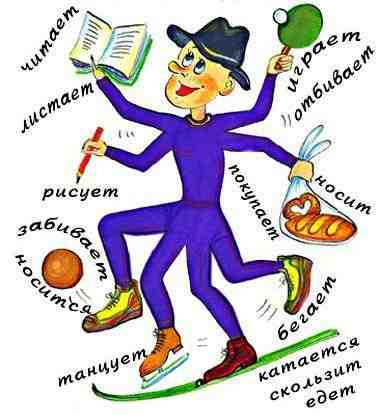 читает
листает
играет
отбивает
рисует
покупает
носит
забивает
носится
бегает
танцует
катается
скользит
едет